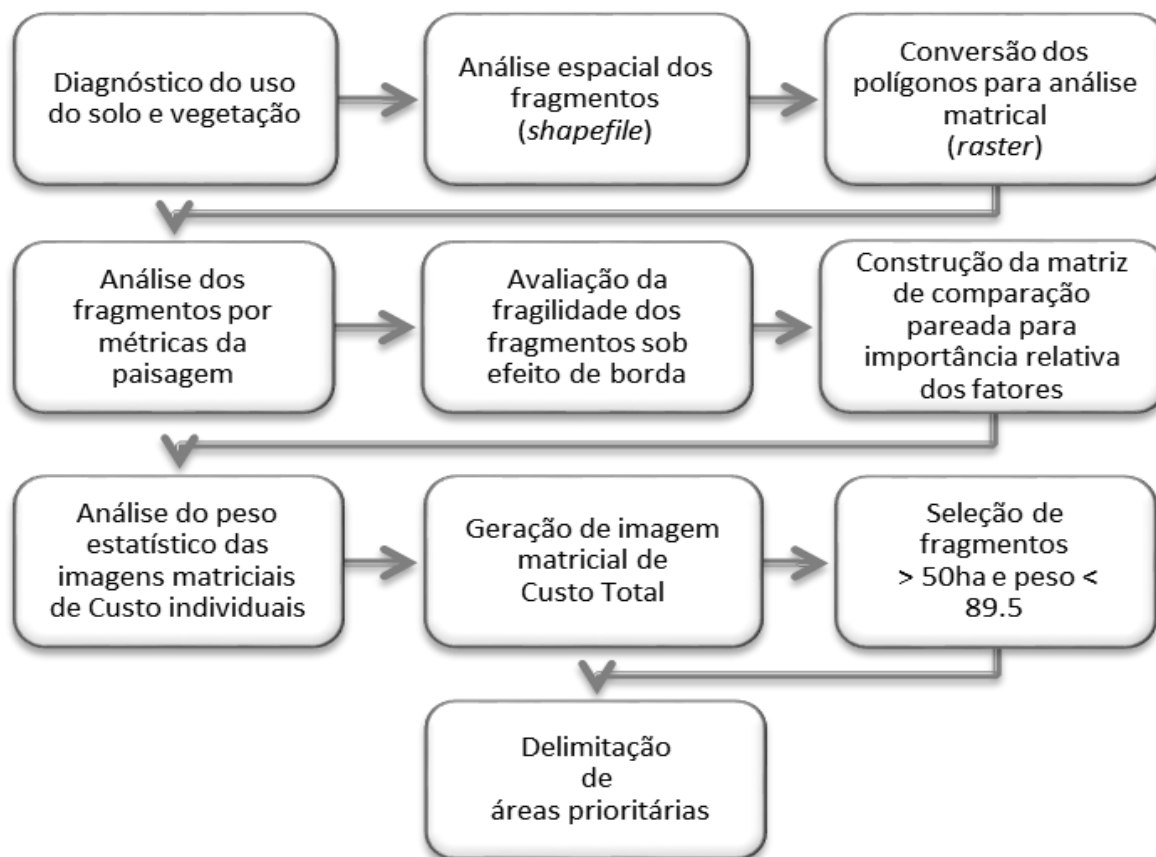 Diagnóstico do uso
do solo e vegetação
Análise espacial dos
fragmentos
(shapefile)
Conversão dos
polígonos para análise
matrical
(raster)
Análise dos
fragmentos por
métricas da
paisagem
Avaliação da
fragilidade dos
fragmentos sob
efeito de borda
Construção da matriz
de comparação
pareada para
importância relativa
dos fatores
Análise do peso
estatístico das
imagens matriciais
de Custo individuais
Geração de imagem
matricial de
Custo Total
Seleção de
fragmentos
> 50ha e peso <
89.5
Delimitação
de
áreas prioritárias